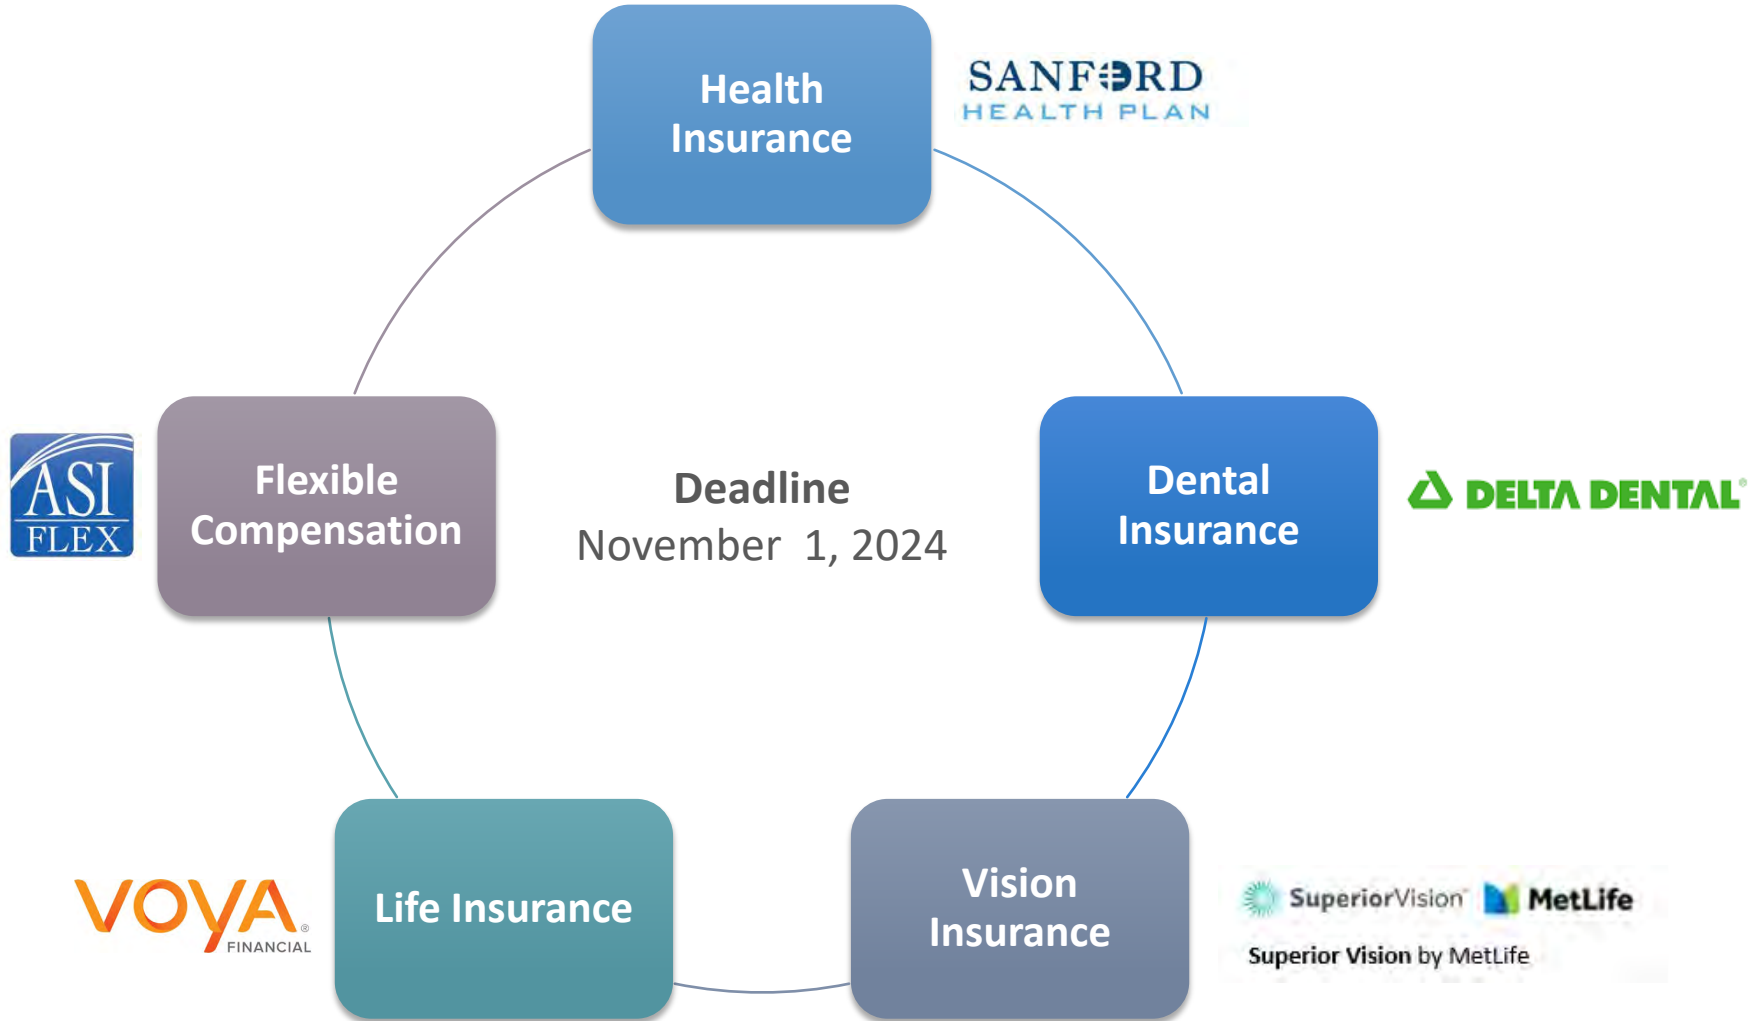 Health
Insurance
SANFORD
HEALTH PLAN
ASI
FLEX
Flexible
Compensation
Deadline
November 1, 2024
Dental
Insurance
DELTA DENTAL®
VOYA®
FINANCIAL
Life Insurance
Vision
Insurance
SuperiorVision MetLife
Superior Vision by MetLife